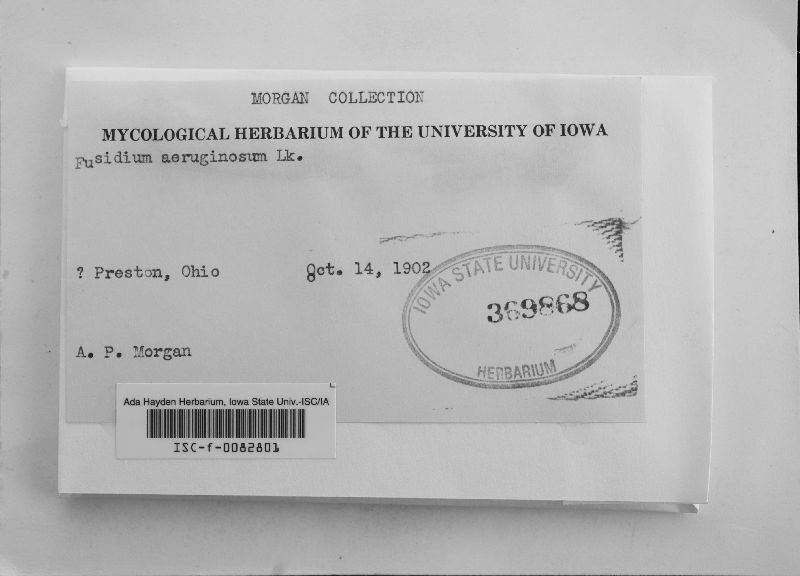 MORGAN COLLECTION
MYCOLOGICAL HERBARIUM OF THE UNIVERSITY OF IOWA
Fusidium aeruginosum Lk.
? Preston, Ohio Oct. 14, 1902
IOWA STATE UNIVERSITY
369868
HERBARIUM
A. P. Morgan
Ada Hayden Herbarium, Iowa State Univ.-ISC/IA
ISC-f-0082801